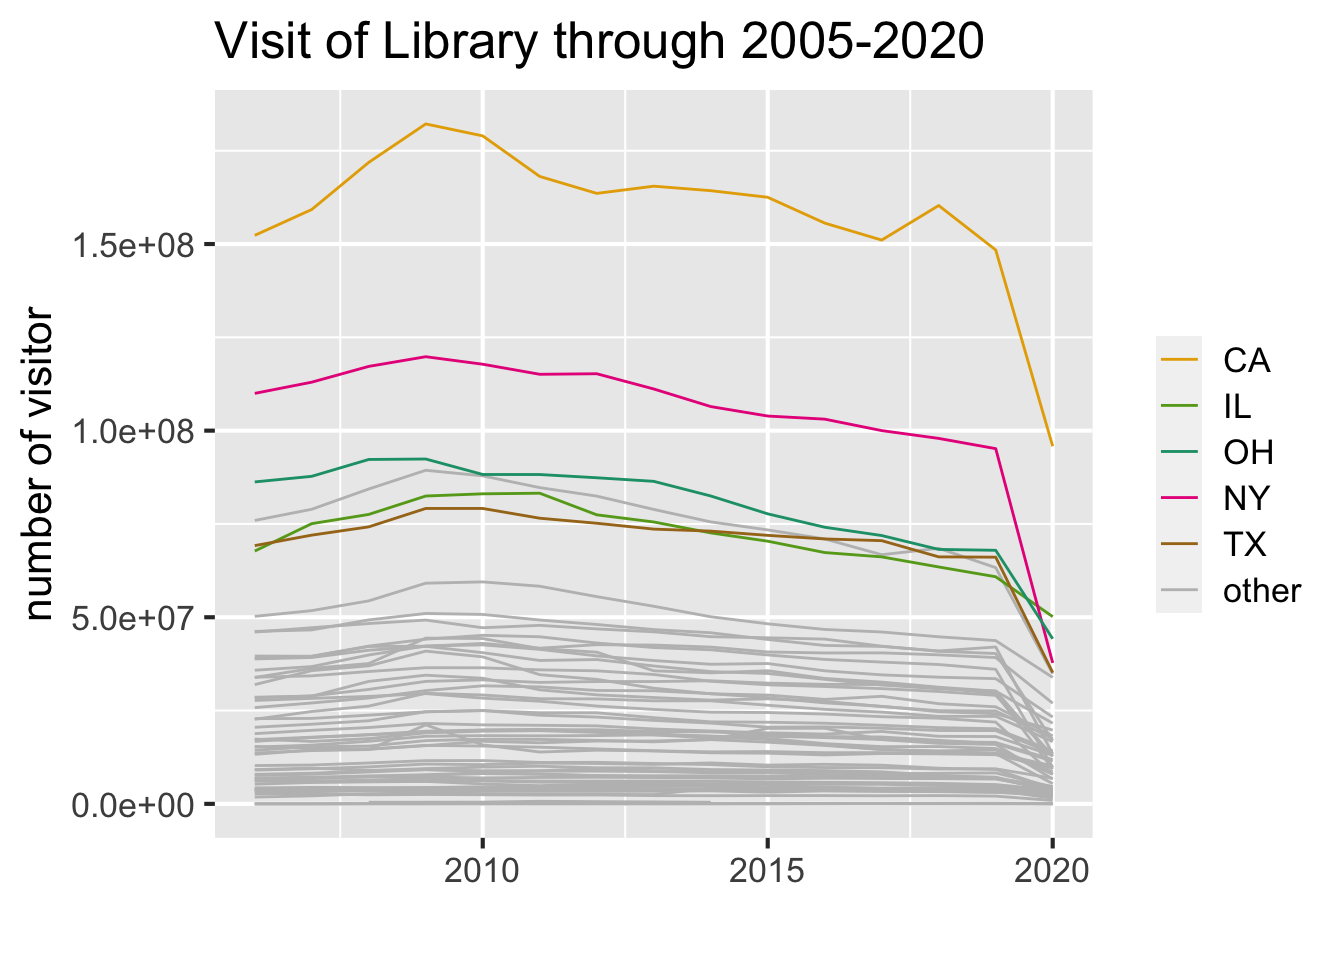 Visit of Library through 2005-2020
number of visitor
1.5e+08
1.0e+08
5.0e+07
0.0e+00
2010 2015 2020
CA
IL
OH
NY
TX
other